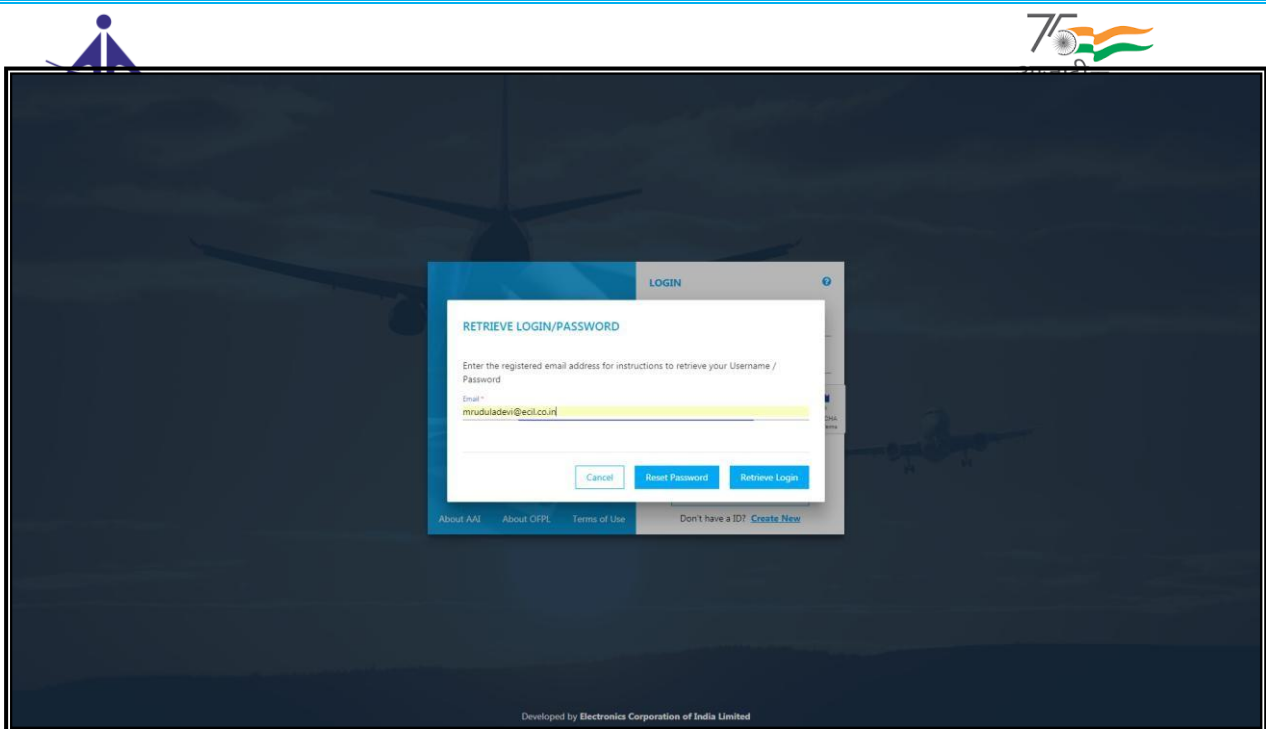 75
LOGIN
RETRIEVE LOGIN/PASSWORD
Enter the registered email address for instructions to retrieve your Username /
Password
Email *
mruduladevi@ecil.co.in
Cancel Reset Password Retrieve Login
About AAI About OFPL Terms of Use
Don't have a ID? Create New
Developed by Electronics Corporation of India Limited